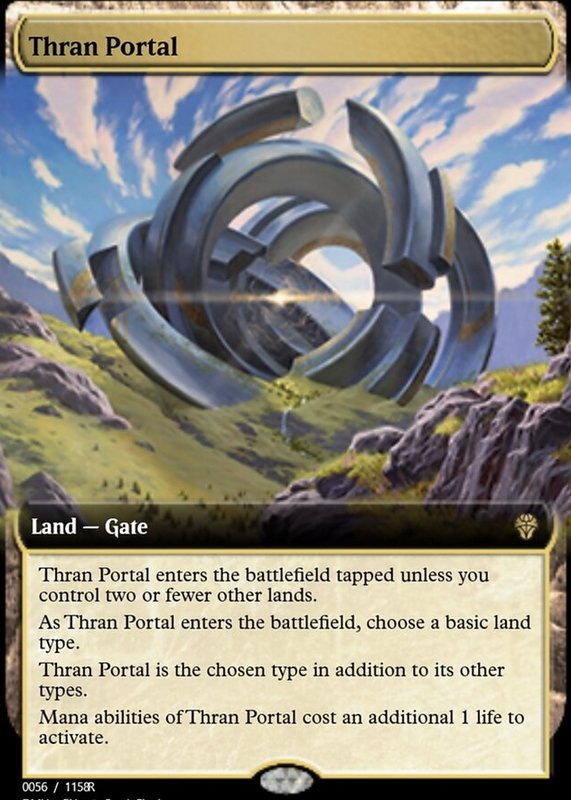 Thran Portal
Land — Gate
Thran Portal enters the battlefield tapped unless you
control two or fewer other lands.
As Thran Portal enters the battlefield, choose a basic land
type.
Thran Portal is the chosen type in addition to its other
types.
Mana abilities of Thran Portal cost an additional 1 life to
activate.
0056 / 1158R